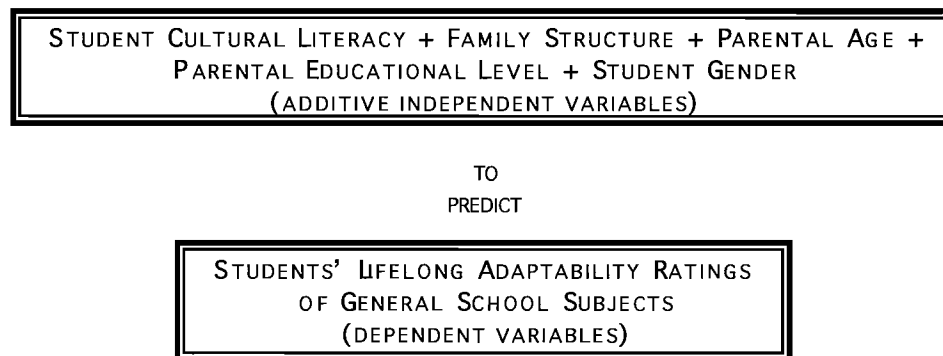 STUDENT CULTURAL LITERACY + FAMILY STRUCTURE + PARENTAL AGE +
PARENTAL EDUCATIONAL LEVEL + STUDENT GENDER
(ADDITIVE INDEPENDENT VARIABLES)
TO
PREDICT
STUDENTS' LIFELONG ADAPTABILITY RATINGS
OF GENERAL SCHOOL SUBJECTS
(DEPENDENT VARIABLES)